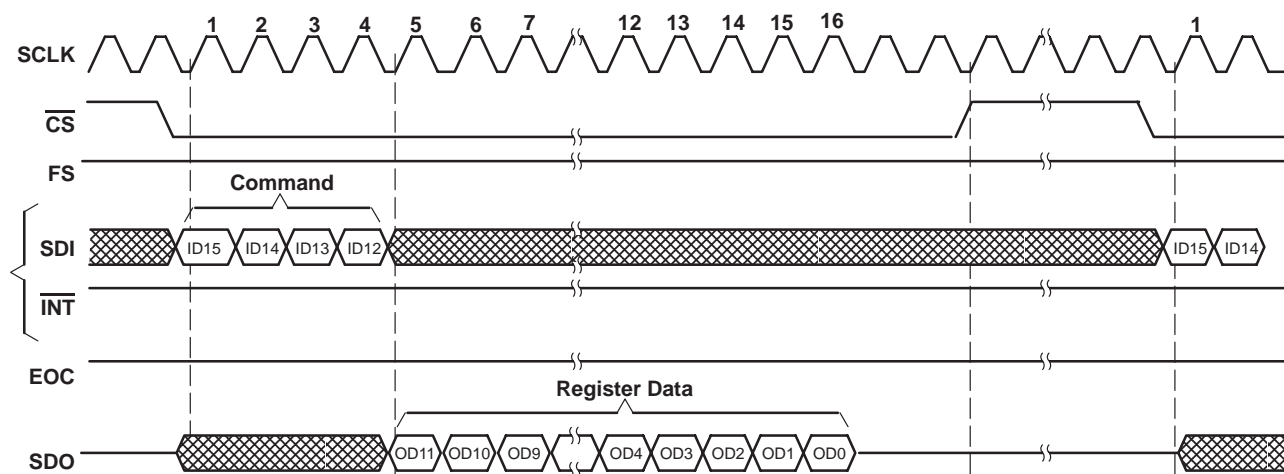 1 2 3 4 5 6 7 12 13 14 15 16 1
SCLK
CS
FS
Command
SDI ID15 ID14 ID13 ID12 ID15 ID14
INT
EOC
Register Data
SDO OD11 OD10 OD9 OD4 OD3 OD2 OD1 OD0